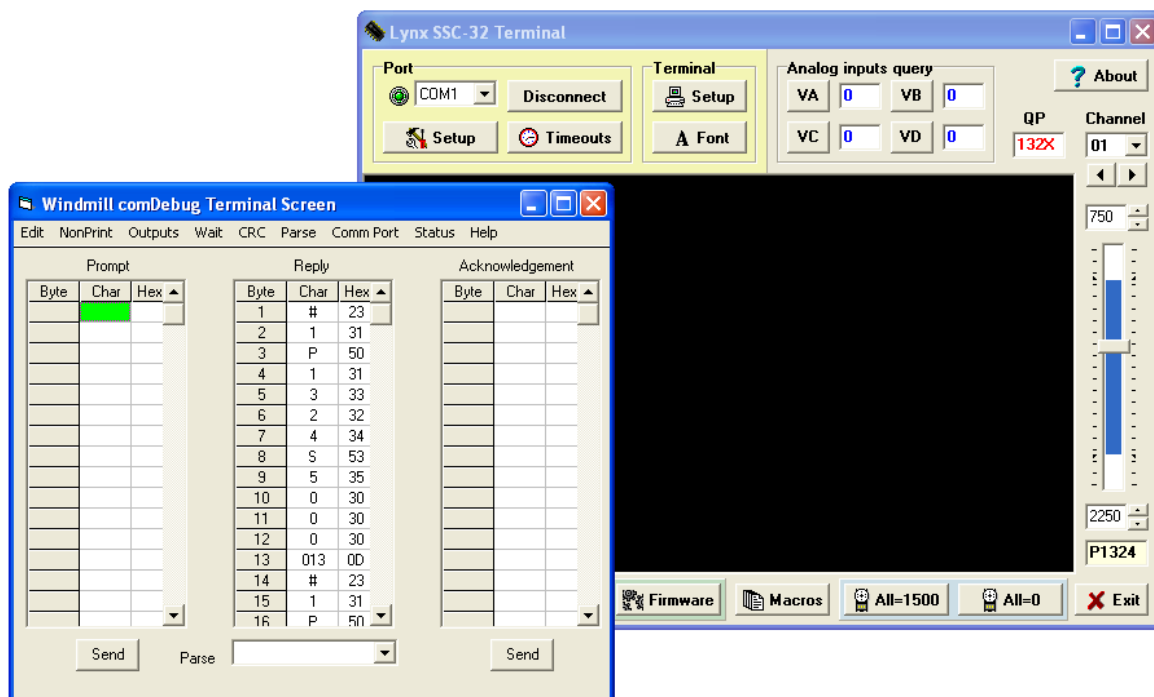 Lynx SSC-32 Terminal
Port
Terminal
Analog inputs query
COM1
Disconnect
Setup
VA 0 VB 0
About
Setup
Timeouts
A Font
VC 0 VD 0
QP
132X
Channel
01
750
2250
P1324
Firmware
Macros
All=1500
All=0
Exit
Windmill comDebug Terminal Screen
Edit NonPrint Outputs Wait CRC Parse Comm Port Status Help
Prompt Reply Acknowledgement
Byte Char Hex Byte Char Hex Byte Char Hex
1 # 23
2 1 31
3 P 50
4 1 31
5 3 33
6 2 32
7 4 34
8 S 53
9 5 35
10 0 30
11 0 30
12 0 30
13 013 0D
14 # 23
15 1 31
16 P 50
Send Parse Send